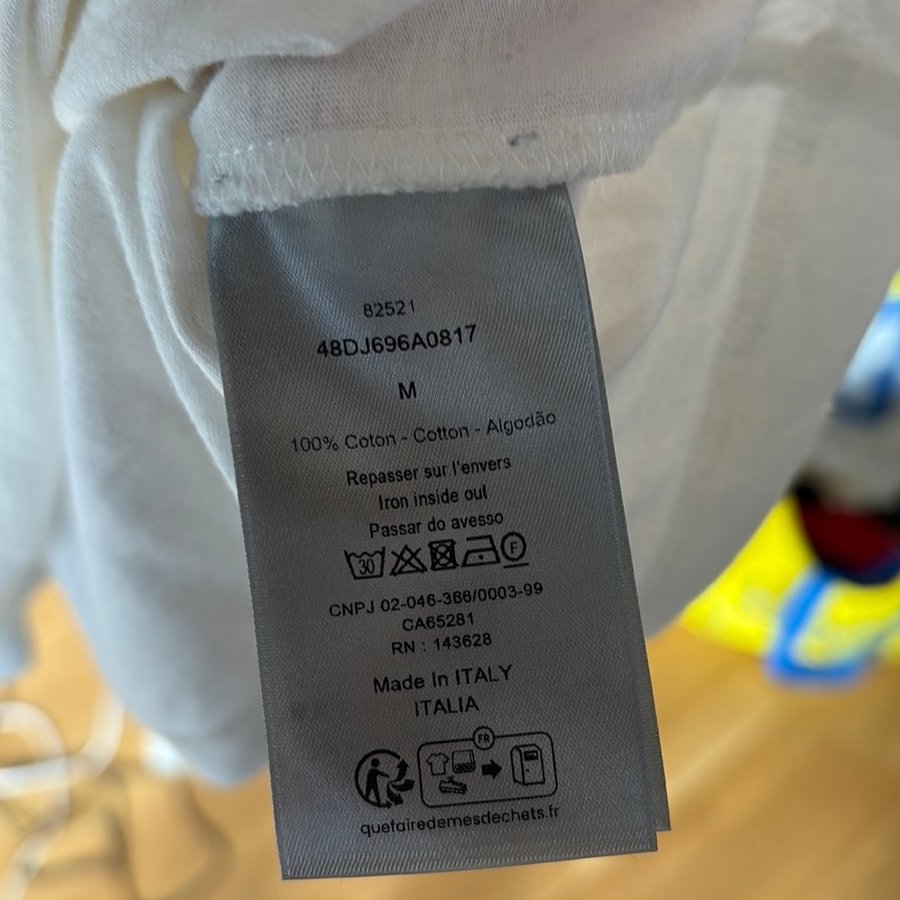 82521
48DJ696A0817
M
100% Coton - Cotton - Algodão
Repasser sur l'envers
Iron inside out
Passar do avesso
30 F
CNPJ 02-046-366/0003-99
CA65281
RN : 143628
Made In ITALY
ITALIA
FR
quefairedemesdechets.fr